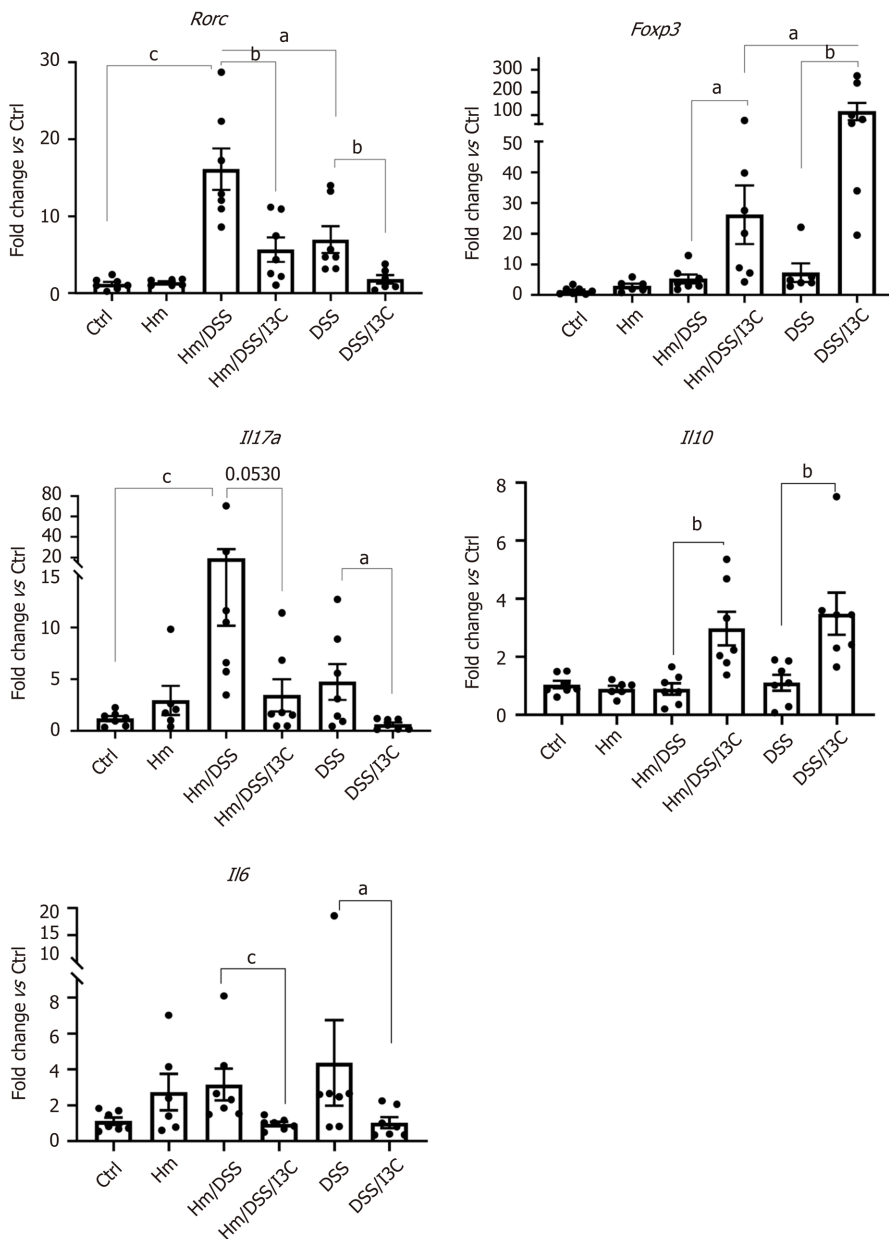 Rorc
Fold change vs Ctrl
30
20
10
0
c
a
b
b
Ctrl
Hm
Hm/DSS
Hm/DSS/I3C
DSS
DSS/I3C
Foxp3
Fold change vs Ctrl
300
200
100
50
40
30
20
10
0
a
a
b
Ctrl
Hm
Hm/DSS
Hm/DSS/I3C
DSS
DSS/I3C
Il17a
Fold change vs Ctrl
80
60
40
20
15
10
5
0
c
0.0530
a
Ctrl
Hm
Hm/DSS
Hm/DSS/I3C
DSS
DSS/I3C
Il10
Fold change vs Ctrl
8
6
4
2
0
b
b
Ctrl
Hm
Hm/DSS
Hm/DSS/I3C
DSS
DSS/I3C
Il6
Fold change vs Ctrl
20
15
10
8
6
4
2
0
c
a
Ctrl
Hm
Hm/DSS
Hm/DSS/I3C
DSS
DSS/I3C